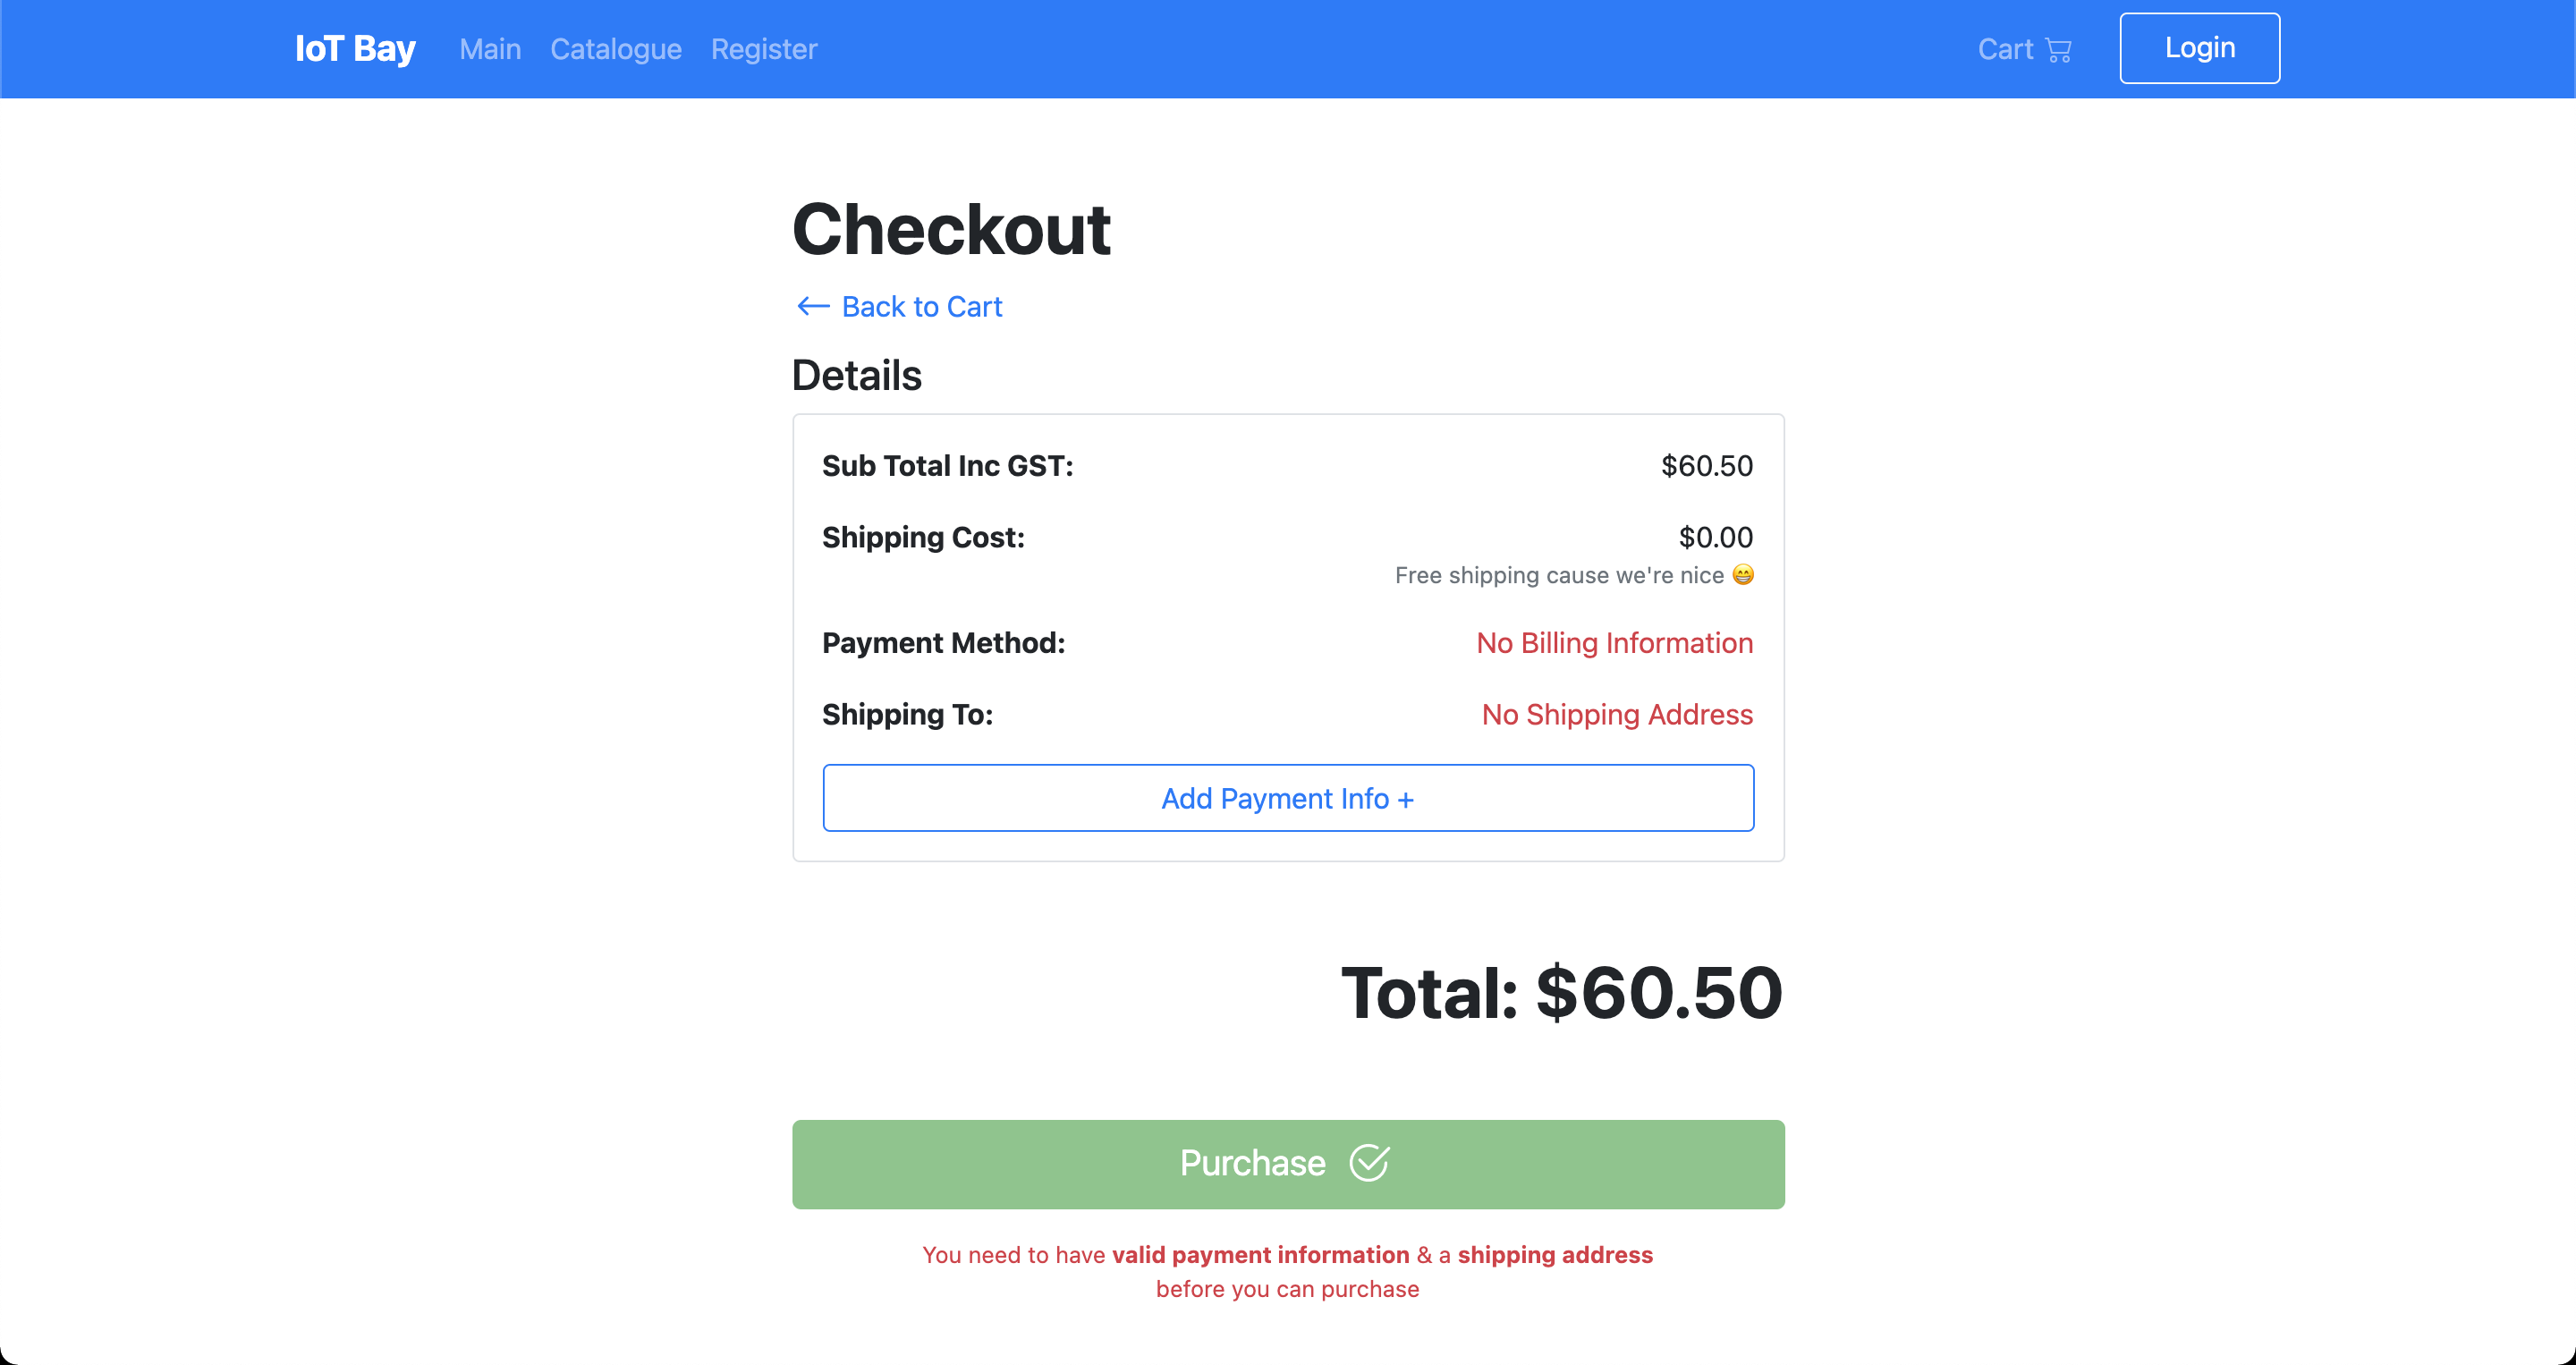 IoT Bay Main Catalogue Register Cart Login
Checkout
← Back to Cart
Details
Sub Total Inc GST: $60.50
Shipping Cost: $0.00
Free shipping cause we're nice 😁
Payment Method: No Billing Information
Shipping To: No Shipping Address
Add Payment Info +
Total: $60.50
Purchase
You need to have valid payment information & a shipping address
before you can purchase